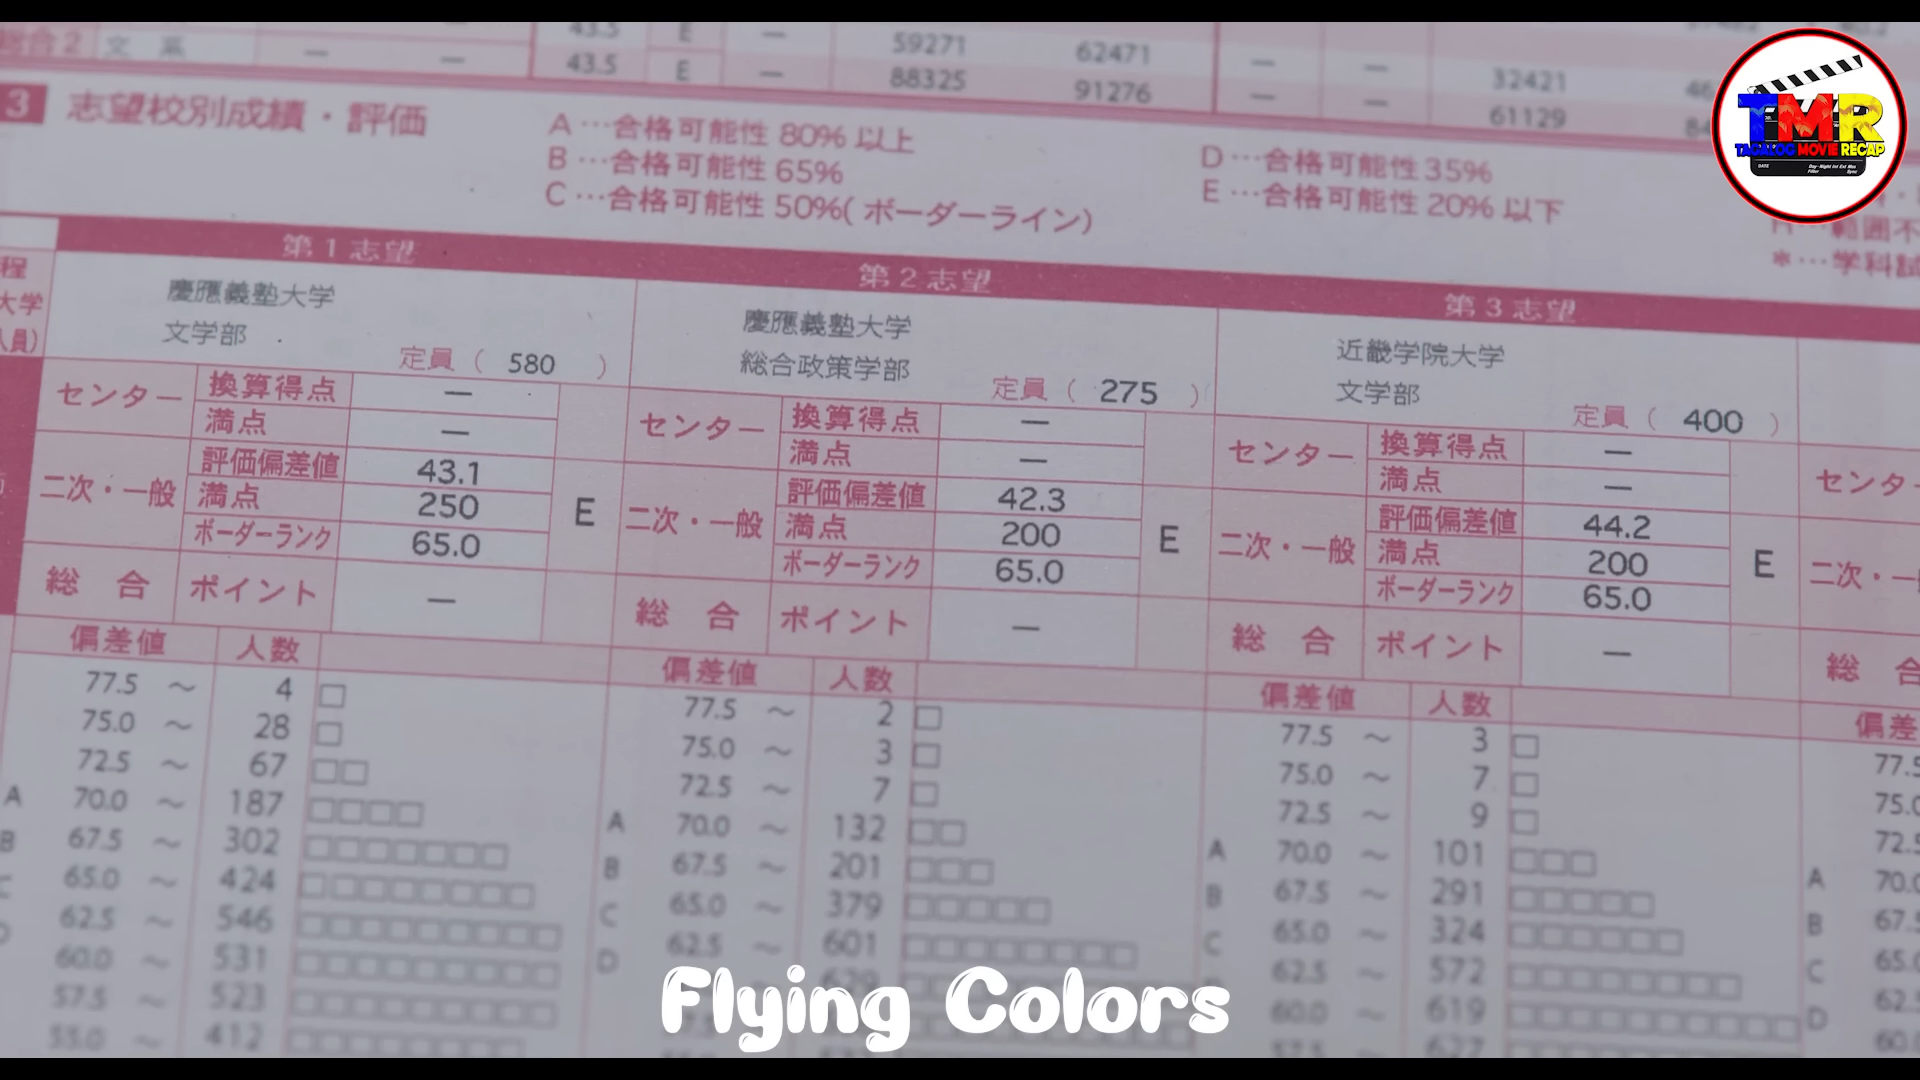 総合2 文 系 — — 43.5 E — 59271 62471 — —
43.5 E — 88325 91276 — — 32421
61129
3 志望校別成績・評価
A …合格可能性 80% 以上
B …合格可能性 65%
C …合格可能性 50%( ボーダーライン)
D …合格可能性 35%
E …合格可能性 20% 以下
TMR
TAGALOG MOVIE RECAP
第1志望 第2志望 第3志望
慶應義塾大学 慶應義塾大学 近畿学院大学
文学部 総合政策学部 文学部
定員 ( 580 ) 定員 ( 275 ) 定員 ( 400 )
センター 換算得点 — センター 換算得点 — センター 換算得点 —
満点 — 満点 — 満点 —
二次・一般 評価偏差値 43.1 E 二次・一般 評価偏差値 42.3 E 二次・一般 評価偏差値 44.2 E
満点 250 満点 200 満点 200
ボーダーランク 65.0 ボーダーランク 65.0 ボーダーランク 65.0
総 合 ポイント — 総 合 ポイント — 総 合 ポイント —
偏差値 人数 偏差値 人数 偏差値 人数
77.5 〜 4 77.5 〜 2 77.5 〜 3
75.0 〜 28 75.0 〜 3 75.0 〜 7
72.5 〜 67 72.5 〜 7 72.5 〜 9
A 70.0 〜 187 A 70.0 〜 132 A 70.0 〜 101
B 67.5 〜 302 B 67.5 〜 201 B 67.5 〜 291
C 65.0 〜 424 C 65.0 〜 379 C 65.0 〜 324
D 62.5 〜 546 D 62.5 〜 601 62.5 〜 572
60.0 〜 531 D 60.0 〜 619
57.5 〜 523
55.0 〜 412
Flying Colors